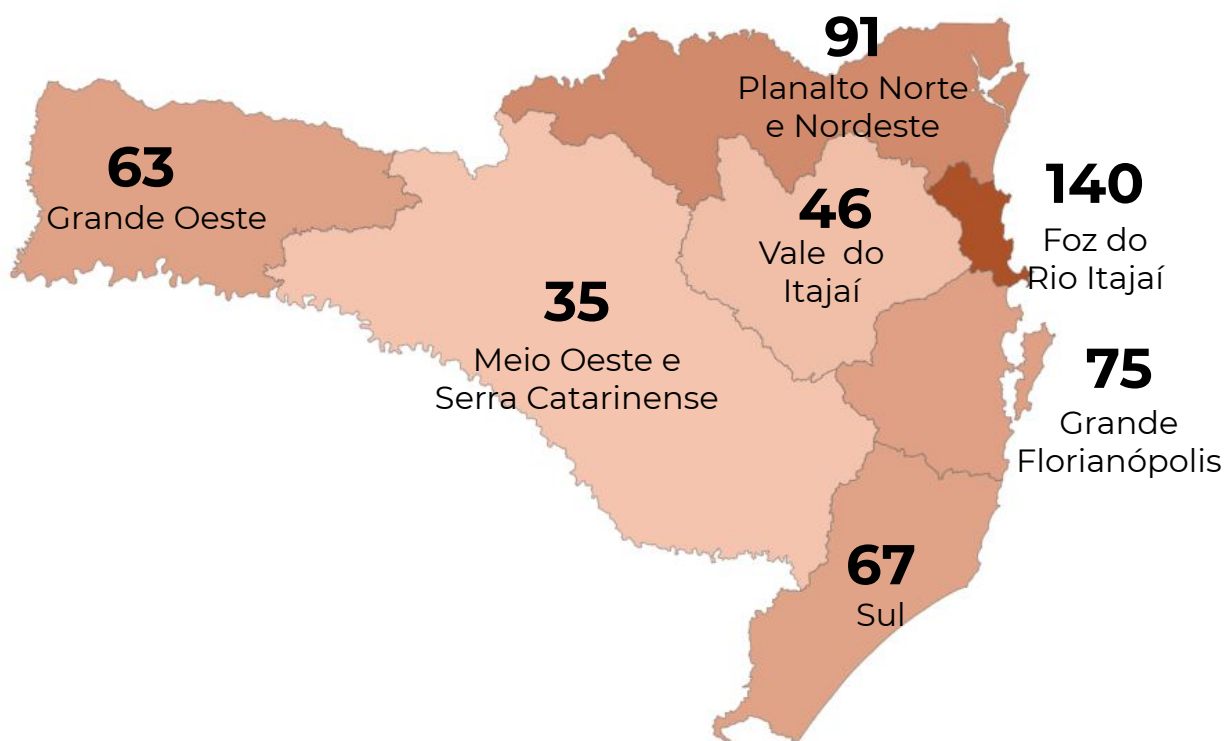 91
Planalto Norte
e Nordeste
63
Grande Oeste
140
Foz do
Rio Itajaí
46
Vale do
Itajaí
35
Meio Oeste e
Serra Catarinense
75
Grande
Florianópolis
67
Sul